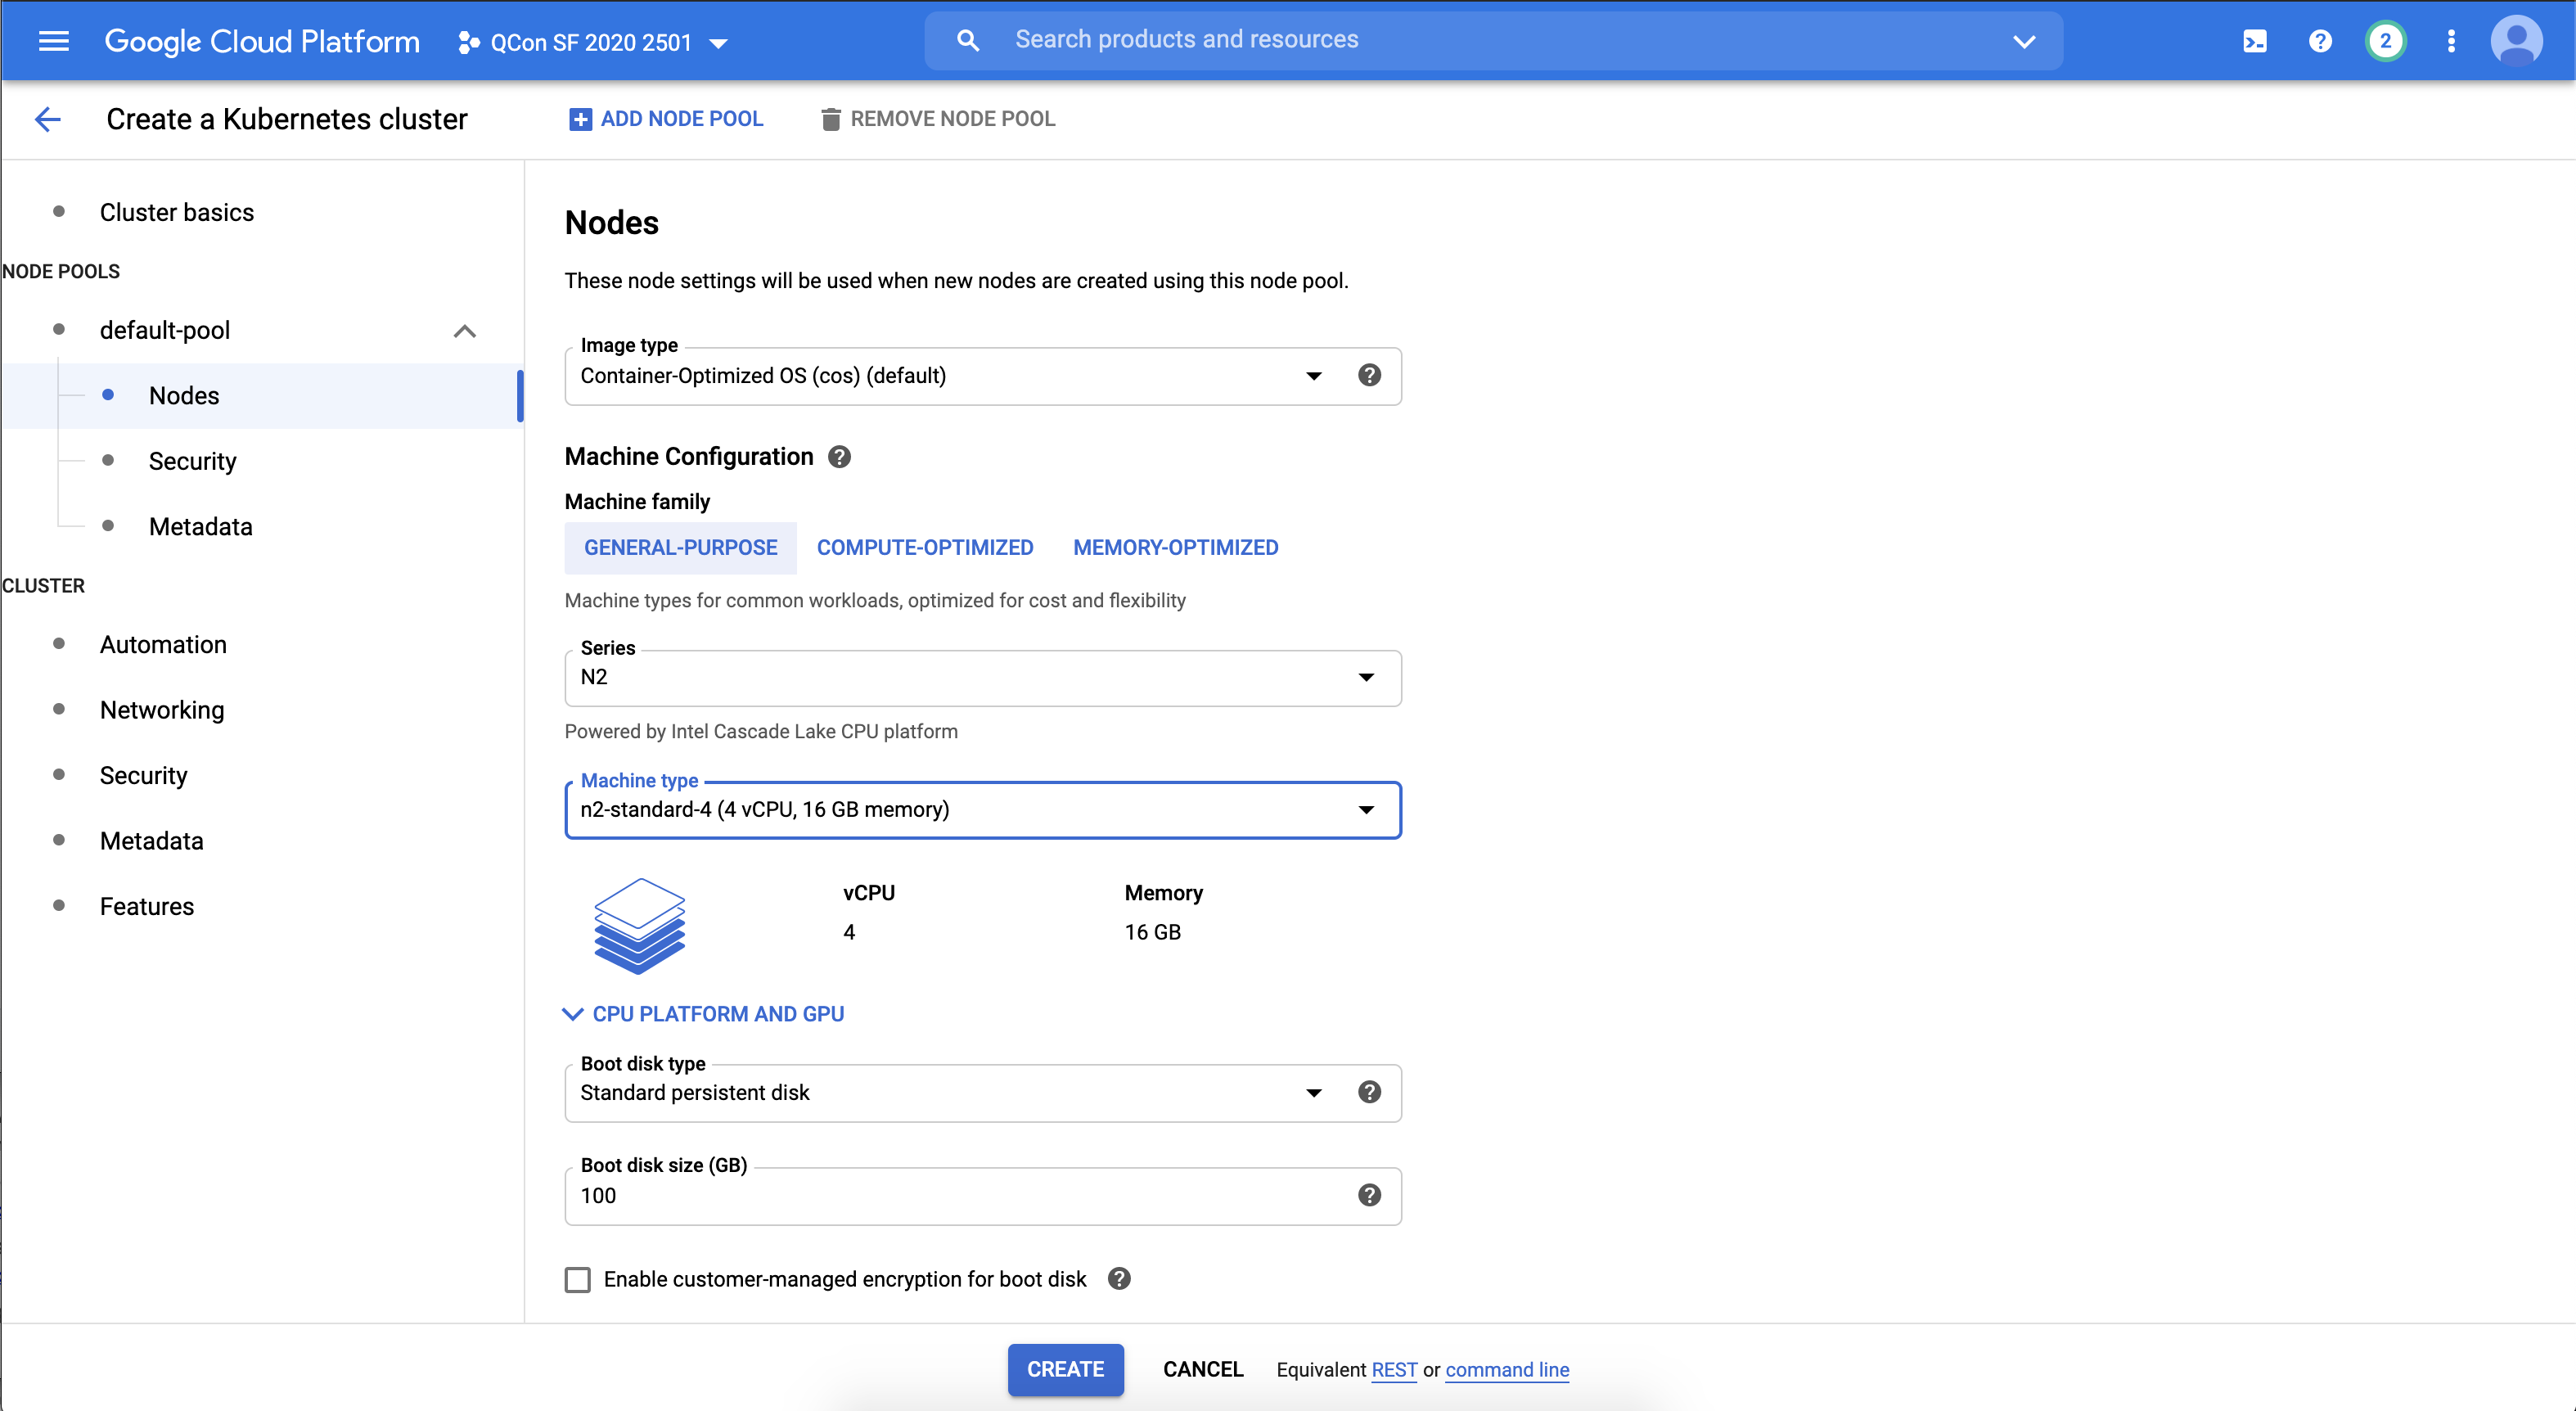 Google Cloud Platform
QCon SF 2020 2501
Search products and resources
2
Create a Kubernetes cluster
ADD NODE POOL
REMOVE NODE POOL
Cluster basics
NODE POOLS
default-pool
Nodes
Security
Metadata
CLUSTER
Automation
Networking
Security
Metadata
Features
Nodes
These node settings will be used when new nodes are created using this node pool.
Image type
Container-Optimized OS (cos) (default)
Machine Configuration
Machine family
GENERAL-PURPOSE COMPUTE-OPTIMIZED MEMORY-OPTIMIZED
Machine types for common workloads, optimized for cost and flexibility
Series
N2
Powered by Intel Cascade Lake CPU platform
Machine type
n2-standard-4 (4 vCPU, 16 GB memory)
vCPU Memory
4 16 GB
CPU PLATFORM AND GPU
Boot disk type
Standard persistent disk
Boot disk size (GB)
100
Enable customer-managed encryption for boot disk
CREATE CANCEL Equivalent REST or command line